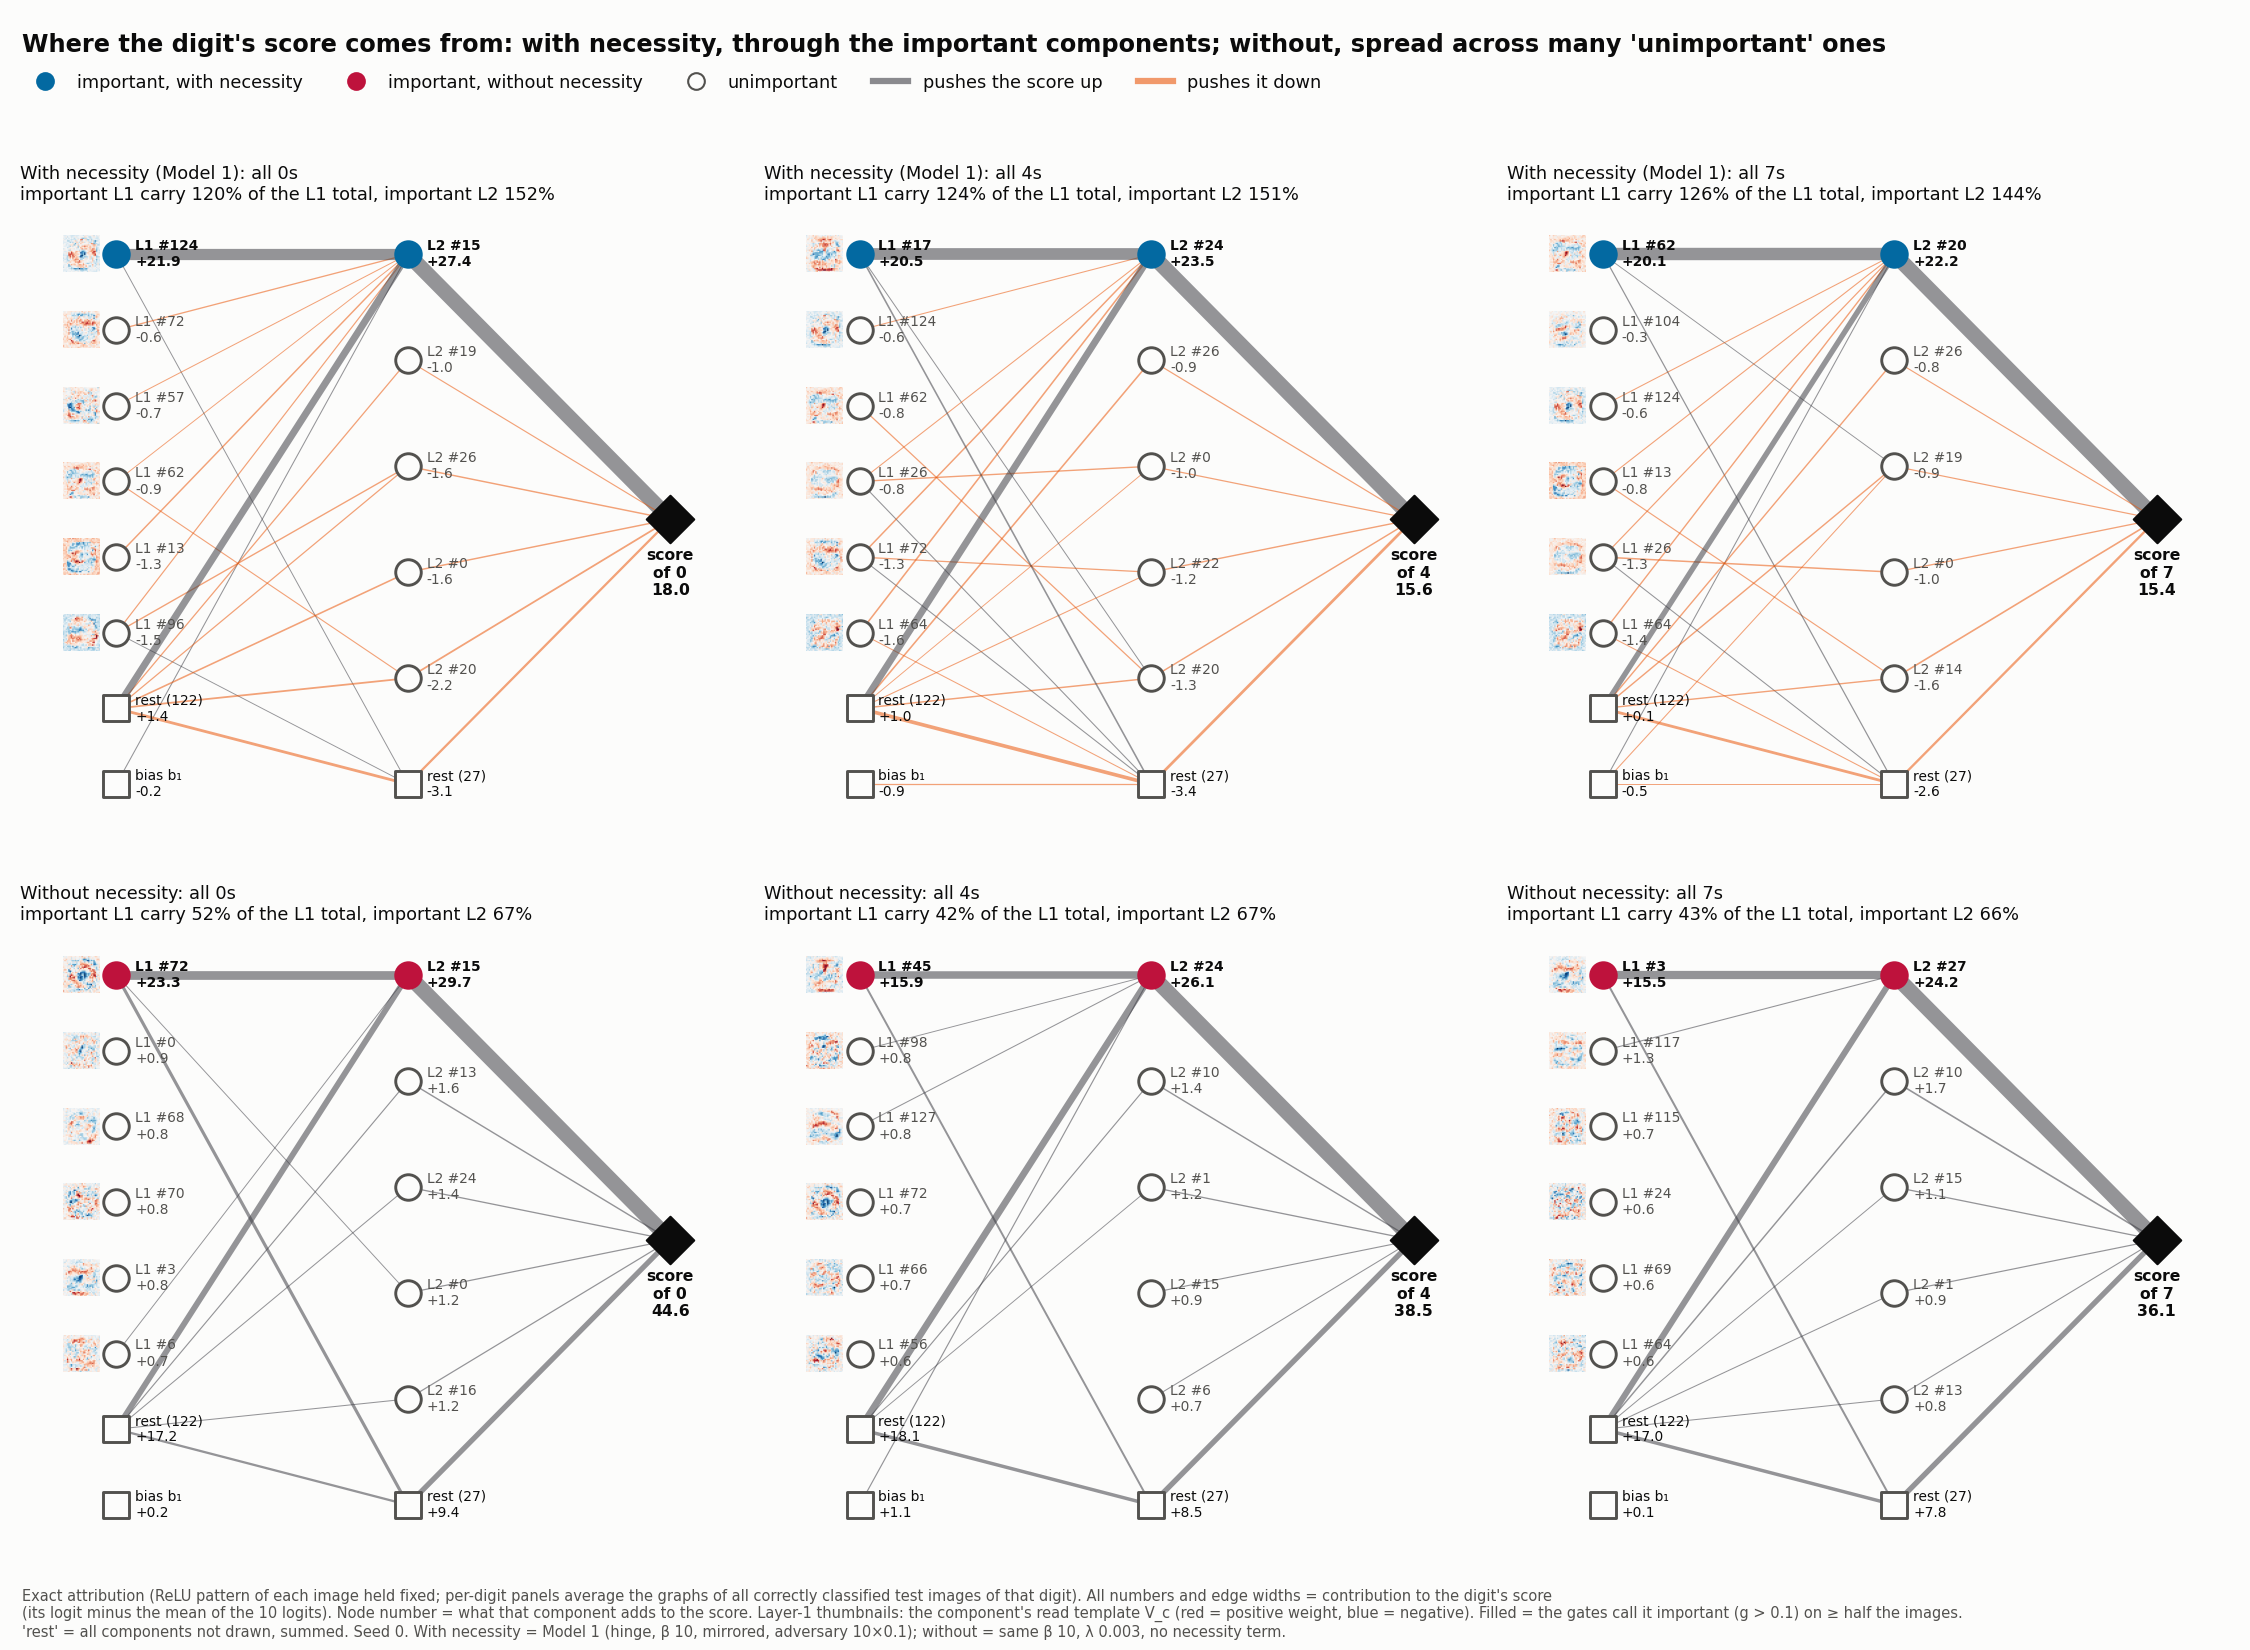 Where the digit's score comes from: with necessity, through the important components; without, spread across many 'unimportant' ones
important, with necessity
important, without necessity
unimportant
pushes the score up
pushes it down
With necessity (Model 1): all 0s
important L1 carry 120% of the L1 total, important L2 152%
L1 #124
+21.9
L1 #72
-0.6
L1 #57
-0.7
L1 #62
-0.9
L1 #13
-1.3
L1 #96
-1.5
rest (122)
+1.4
bias b₁
-0.2
L2 #15
+27.4
L2 #19
-1.0
L2 #26
-1.6
L2 #0
-1.6
L2 #20
-2.2
rest (27)
-3.1
score
of 0
18.0
With necessity (Model 1): all 4s
important L1 carry 124% of the L1 total, important L2 151%
L1 #17
+20.5
L1 #124
-0.6
L1 #62
-0.8
L1 #26
-0.8
L1 #72
-1.3
L1 #64
-1.6
rest (122)
+1.0
bias b₁
-0.9
L2 #24
+23.5
L2 #26
-0.9
L2 #0
-1.0
L2 #22
-1.2
L2 #20
-1.3
rest (27)
-3.4
score
of 4
15.6
With necessity (Model 1): all 7s
important L1 carry 126% of the L1 total, important L2 144%
L1 #62
+20.1
L1 #104
-0.3
L1 #124
-0.6
L1 #13
-0.8
L1 #26
-1.3
L1 #64
-1.4
rest (122)
+0.1
bias b₁
-0.5
L2 #20
+22.2
L2 #26
-0.8
L2 #19
-0.9
L2 #0
-1.0
L2 #14
-1.6
rest (27)
-2.6
score
of 7
15.4
Without necessity: all 0s
important L1 carry 52% of the L1 total, important L2 67%
L1 #72
+23.3
L1 #0
+0.9
L1 #68
+0.8
L1 #70
+0.8
L1 #3
+0.8
L1 #6
+0.7
rest (122)
+17.2
bias b₁
+0.2
L2 #15
+29.7
L2 #13
+1.6
L2 #24
+1.4
L2 #0
+1.2
L2 #16
+1.2
rest (27)
+9.4
score
of 0
44.6
Without necessity: all 4s
important L1 carry 42% of the L1 total, important L2 67%
L1 #45
+15.9
L1 #98
+0.8
L1 #127
+0.8
L1 #72
+0.7
L1 #66
+0.7
L1 #56
+0.6
rest (122)
+18.1
bias b₁
+1.1
L2 #24
+26.1
L2 #10
+1.4
L2 #1
+1.2
L2 #15
+0.9
L2 #6
+0.7
rest (27)
+8.5
score
of 4
38.5
Without necessity: all 7s
important L1 carry 43% of the L1 total, important L2 66%
L1 #3
+15.5
L1 #117
+1.3
L1 #115
+0.7
L1 #24
+0.6
L1 #69
+0.6
L1 #64
+0.6
rest (122)
+17.0
bias b₁
+0.1
L2 #27
+24.2
L2 #10
+1.7
L2 #15
+1.1
L2 #1
+0.9
L2 #13
+0.8
rest (27)
+7.8
score
of 7
36.1
Exact attribution (ReLU pattern of each image held fixed; per-digit panels average the graphs of all correctly classified test images of that digit). All numbers and edge widths = contribution to the digit's score
(its logit minus the mean of the 10 logits). Node number = what that component adds to the score. Layer-1 thumbnails: the component's read template V_c (red = positive weight, blue = negative). Filled = the gates call it important (g > 0.1) on ≥ half the images.
'rest' = all components not drawn, summed. Seed 0. With necessity = Model 1 (hinge, β 10, mirrored, adversary 10×0.1); without = same β 10, λ 0.003, no necessity term.